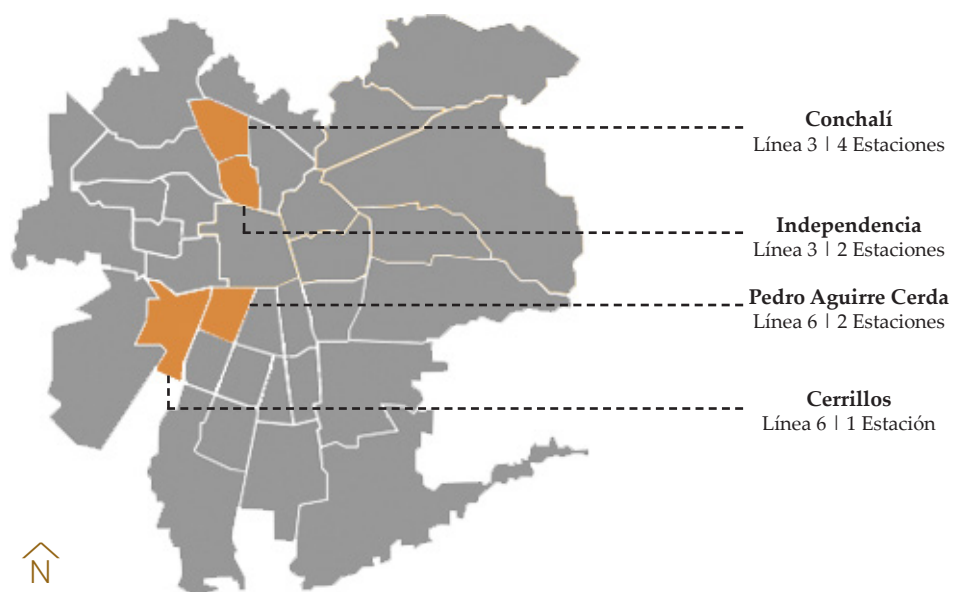 Conchalí
Línea 3 | 4 Estaciones
Independencia
Línea 3 | 2 Estaciones
Pedro Aguirre Cerda
Línea 6 | 2 Estaciones
Cerrillos
Línea 6 | 1 Estación
N